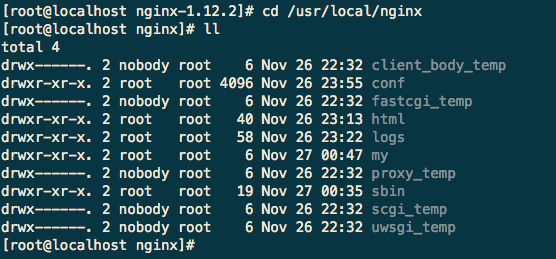 [root@localhost nginx-1.12.2]# cd /usr/local/nginx
[root@localhost nginx]# ll
total 4
drwx------. 2 nobody root    6 Nov 26 22:32 client_body_temp
drwxr-xr-x. 2 root   root 4096 Nov 26 23:55 conf
drwx------. 2 nobody root    6 Nov 26 22:32 fastcgi_temp
drwxr-xr-x. 2 root   root   40 Nov 26 23:13 html
drwxr-xr-x. 2 root   root   58 Nov 26 23:22 logs
drwxr-xr-x. 2 root   root    6 Nov 27 00:47 my
drwx------. 2 nobody root    6 Nov 26 22:32 proxy_temp
drwxr-xr-x. 2 root   root   19 Nov 27 00:35 sbin
drwx------. 2 nobody root    6 Nov 26 22:32 scgi_temp
drwx------. 2 nobody root    6 Nov 26 22:32 uwsgi_temp
[root@localhost nginx]#